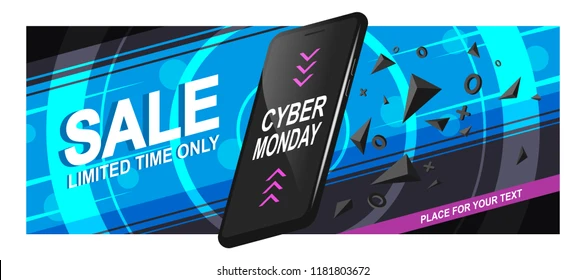 SALE
LIMITED TIME ONLY
CYBER
MONDAY
PLACE FOR YOUR TEXT
shutterstock.com · 1181803672